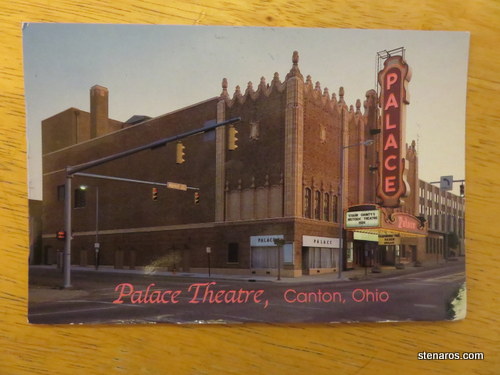 PALACE
PALACE
PALACE
Palace Theatre, Canton, Ohio
stenaros.com